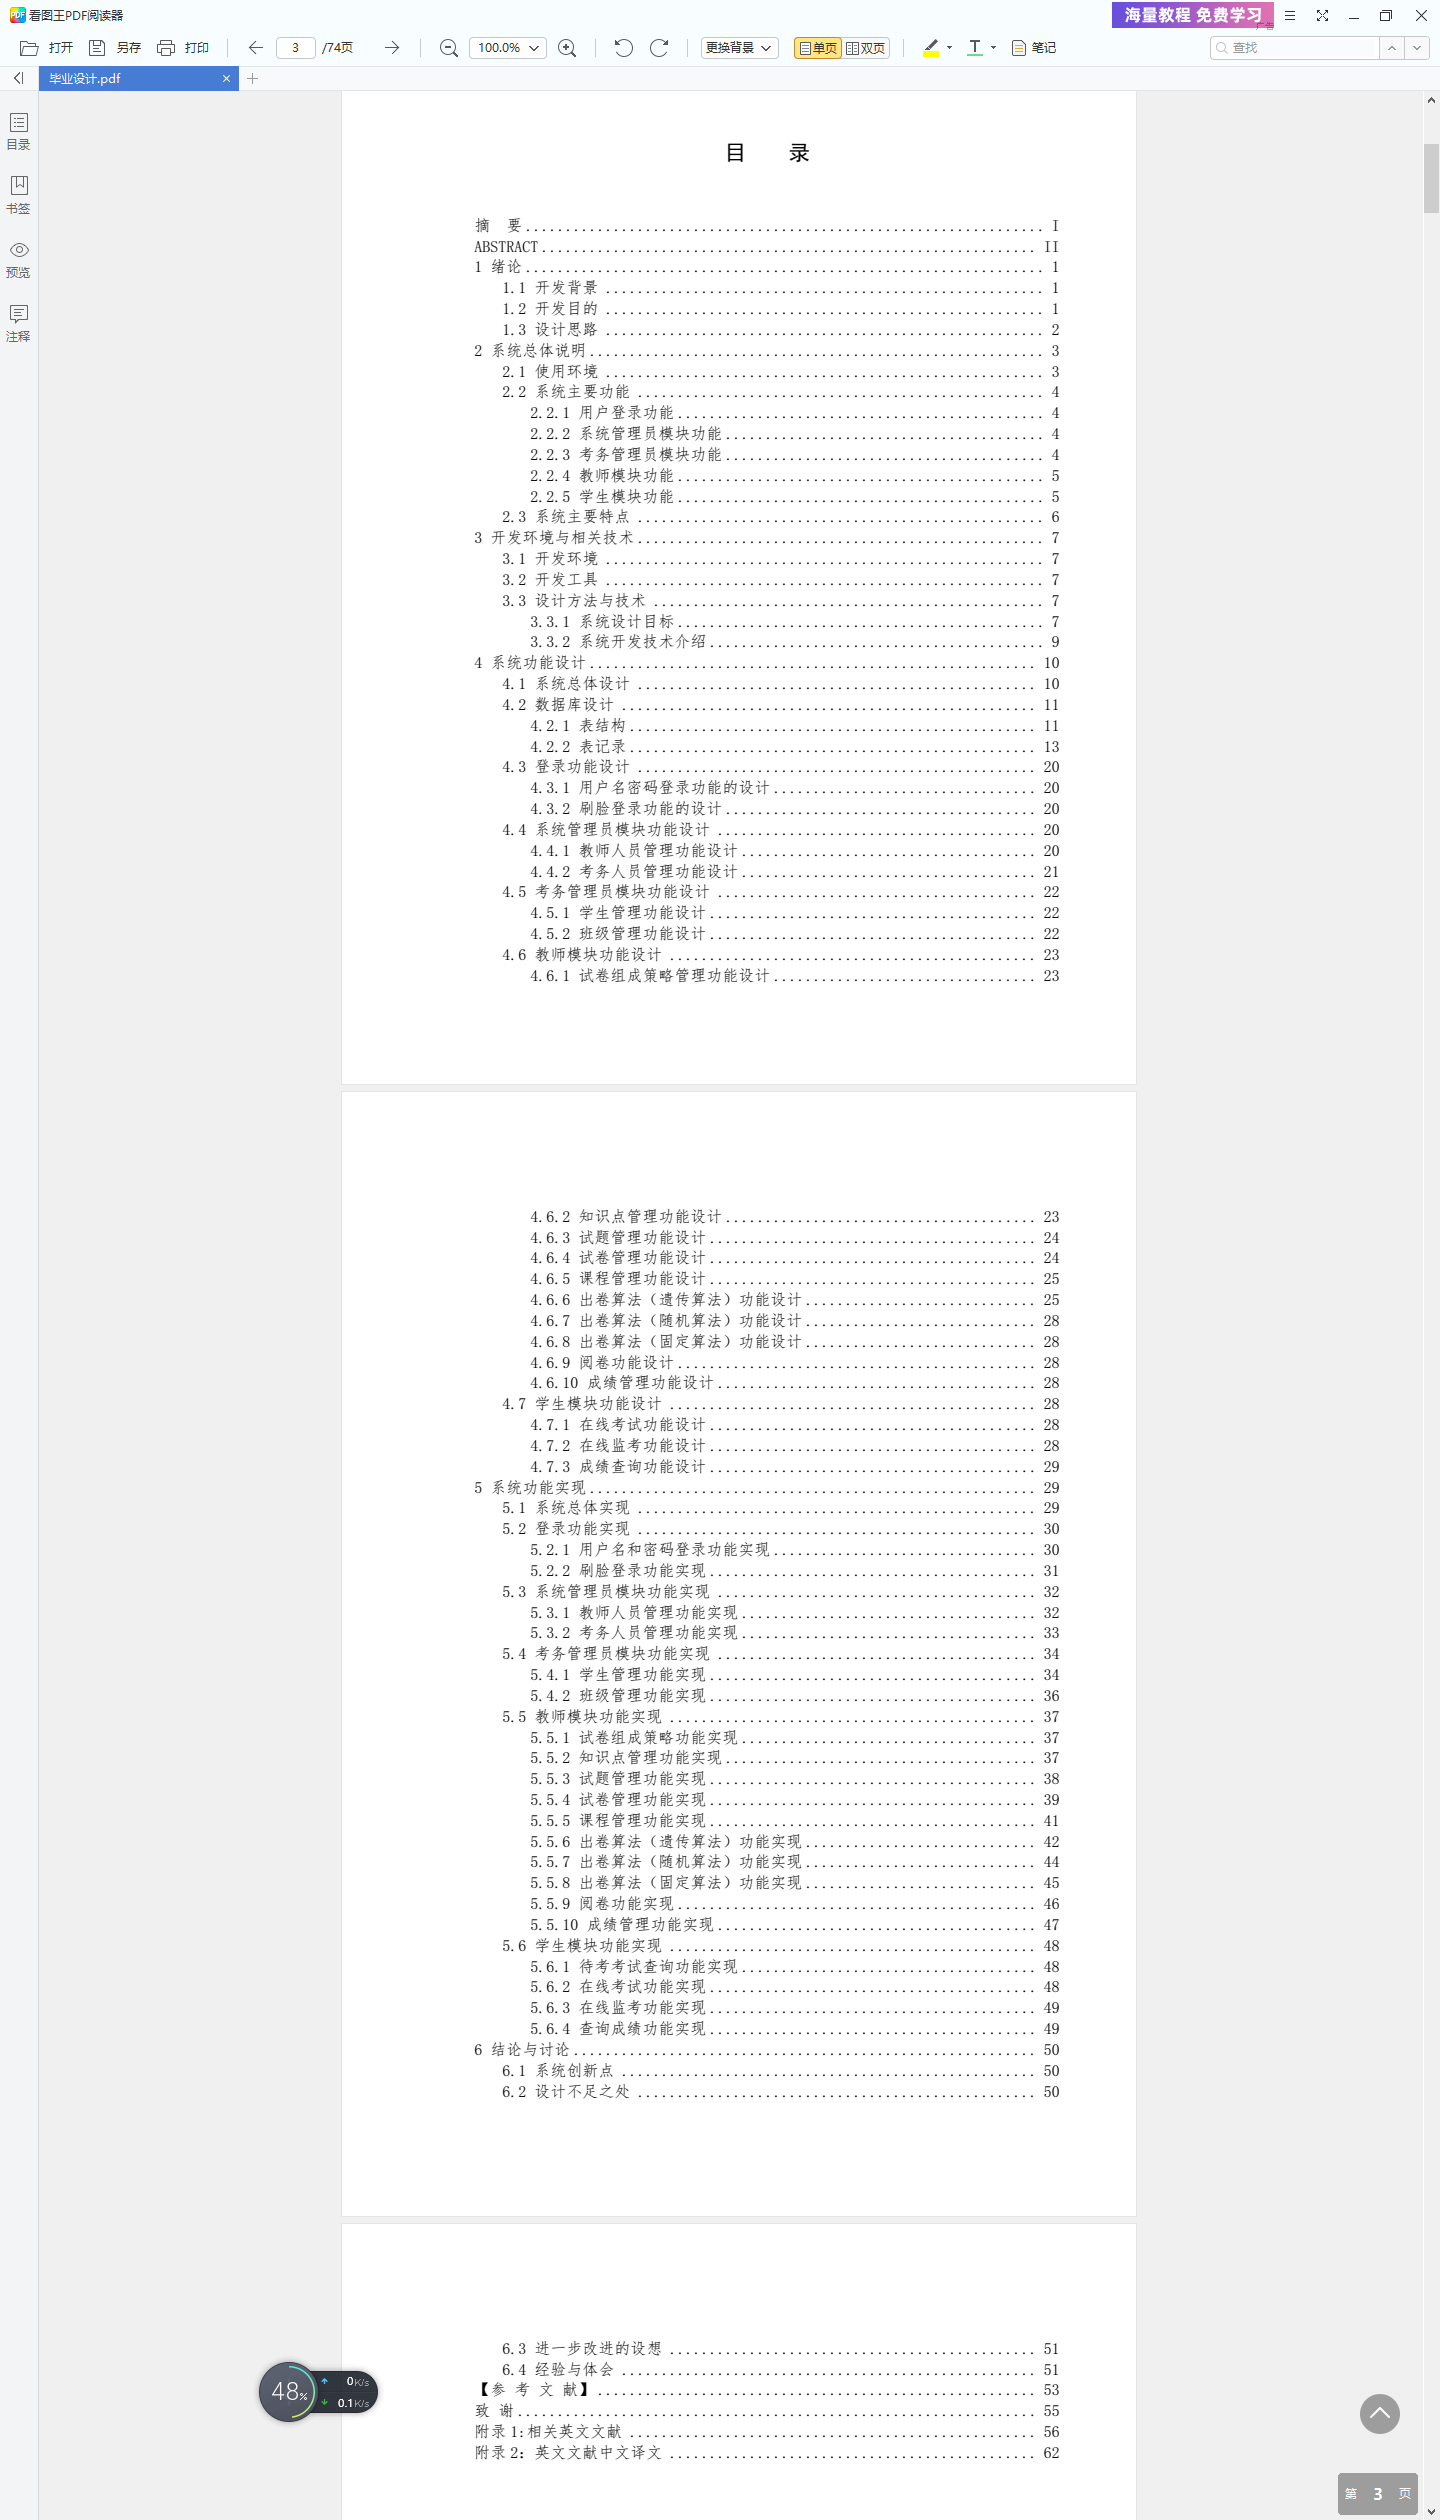 看图王PDF阅读器
海量教程 免费学习
广告
打开 另存 打印 3 /74页 100.0% 更换背景 单页 双页 笔记 查找
毕业设计.pdf
目录
书签
预览
注释
目 录
摘 要 I
ABSTRACT II
1 绪论 1
1.1 开发背景 1
1.2 开发目的 1
1.3 设计思路 2
2 系统总体说明 3
2.1 使用环境 3
2.2 系统主要功能 4
2.2.1 用户登录功能 4
2.2.2 系统管理员模块功能 4
2.2.3 考务管理员模块功能 4
2.2.4 教师模块功能 5
2.2.5 学生模块功能 5
2.3 系统主要特点 6
3 开发环境与相关技术 7
3.1 开发环境 7
3.2 开发工具 7
3.3 设计方法与技术 7
3.3.1 系统设计目标 7
3.3.2 系统开发技术介绍 9
4 系统功能设计 10
4.1 系统总体设计 10
4.2 数据库设计 11
4.2.1 表结构 11
4.2.2 表记录 13
4.3 登录功能设计 20
4.3.1 用户名密码登录功能的设计 20
4.3.2 刷脸登录功能的设计 20
4.4 系统管理员模块功能设计 20
4.4.1 教师人员管理功能设计 20
4.4.2 考务人员管理功能设计 21
4.5 考务管理员模块功能设计 22
4.5.1 学生管理功能设计 22
4.5.2 班级管理功能设计 22
4.6 教师模块功能设计 23
4.6.1 试卷组成策略管理功能设计 23
4.6.2 知识点管理功能设计 23
4.6.3 试题管理功能设计 24
4.6.4 试卷管理功能设计 24
4.6.5 课程管理功能设计 25
4.6.6 出卷算法（遗传算法）功能设计 25
4.6.7 出卷算法（随机算法）功能设计 28
4.6.8 出卷算法（固定算法）功能设计 28
4.6.9 阅卷功能设计 28
4.6.10 成绩管理功能设计 28
4.7 学生模块功能设计 28
4.7.1 在线考试功能设计 28
4.7.2 在线监考功能设计 28
4.7.3 成绩查询功能设计 29
5 系统功能实现 29
5.1 系统总体实现 29
5.2 登录功能实现 30
5.2.1 用户名和密码登录功能实现 30
5.2.2 刷脸登录功能实现 31
5.3 系统管理员模块功能实现 32
5.3.1 教师人员管理功能实现 32
5.3.2 考务人员管理功能实现 33
5.4 考务管理员模块功能实现 34
5.4.1 学生管理功能实现 34
5.4.2 班级管理功能实现 36
5.5 教师模块功能实现 37
5.5.1 试卷组成策略功能实现 37
5.5.2 知识点管理功能实现 37
5.5.3 试题管理功能实现 38
5.5.4 试卷管理功能实现 39
5.5.5 课程管理功能实现 41
5.5.6 出卷算法（遗传算法）功能实现 42
5.5.7 出卷算法（随机算法）功能实现 44
5.5.8 出卷算法（固定算法）功能实现 45
5.5.9 阅卷功能实现 46
5.5.10 成绩管理功能实现 47
5.6 学生模块功能实现 48
5.6.1 待考考试查询功能实现 48
5.6.2 在线考试功能实现 48
5.6.3 在线监考功能实现 49
5.6.4 查询成绩功能实现 49
6 结论与讨论 50
6.1 系统创新点 50
6.2 设计不足之处 50
6.3 进一步改进的设想 51
6.4 经验与体会 51
【参 考 文 献】 53
致 谢 55
附录1:相关英文文献 56
附录2：英文文献中文译文 62
48%
0K/s
0.1K/s
第 3 页